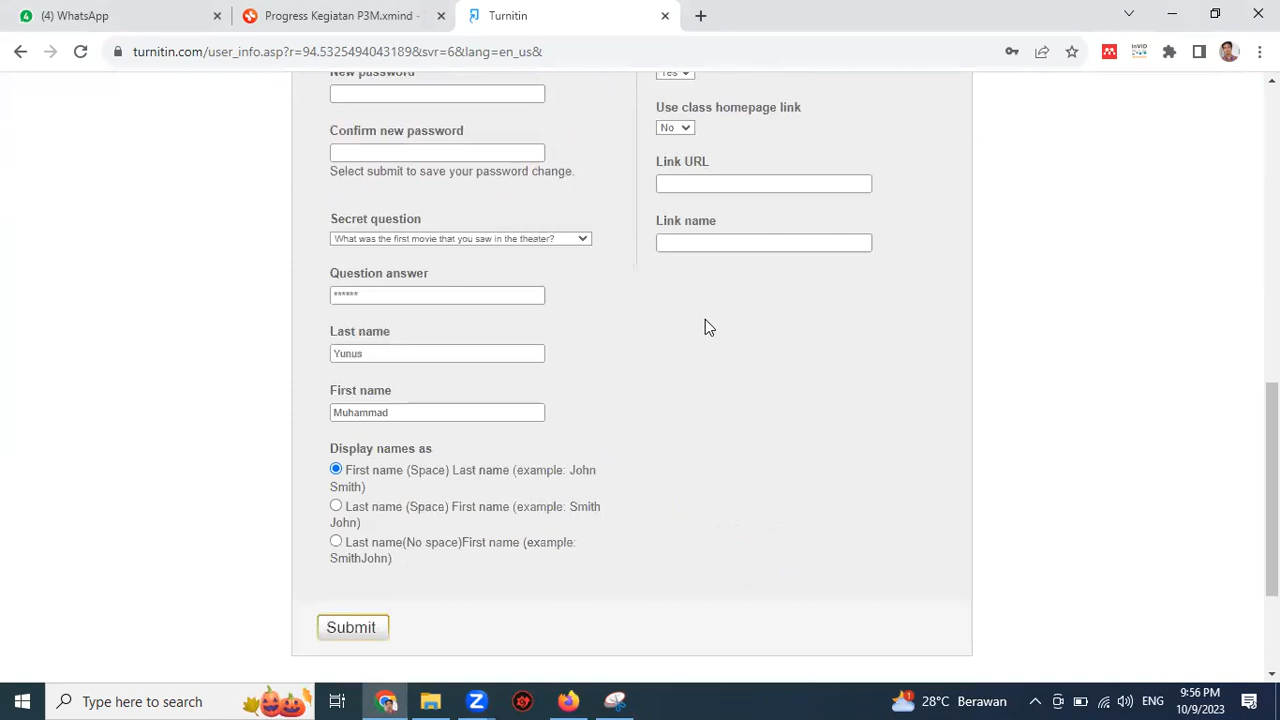 WhatsApp
Progress Kegiatan P3M.xmind -
Turnitin
turnitin.com/user_info.asp?r=94.5325494043189&svr=6&lang=en_us&
New password
Confirm new password
Select submit to save your password change.
Secret question
What was the first movie that you saw in the theater?
Question answer
******
Last name
Yunus
First name
Muhammad
Display names as
First name (Space) Last name (example: John
Smith)
Last name (Space) First name (example: Smith
John)
Last name(No space)First name (example:
SmithJohn)
Submit
Yes
Use class homepage link
No
Link URL
Link name
Type here to search
28°C Berawan
ENG
9:56 PM
10/9/2023